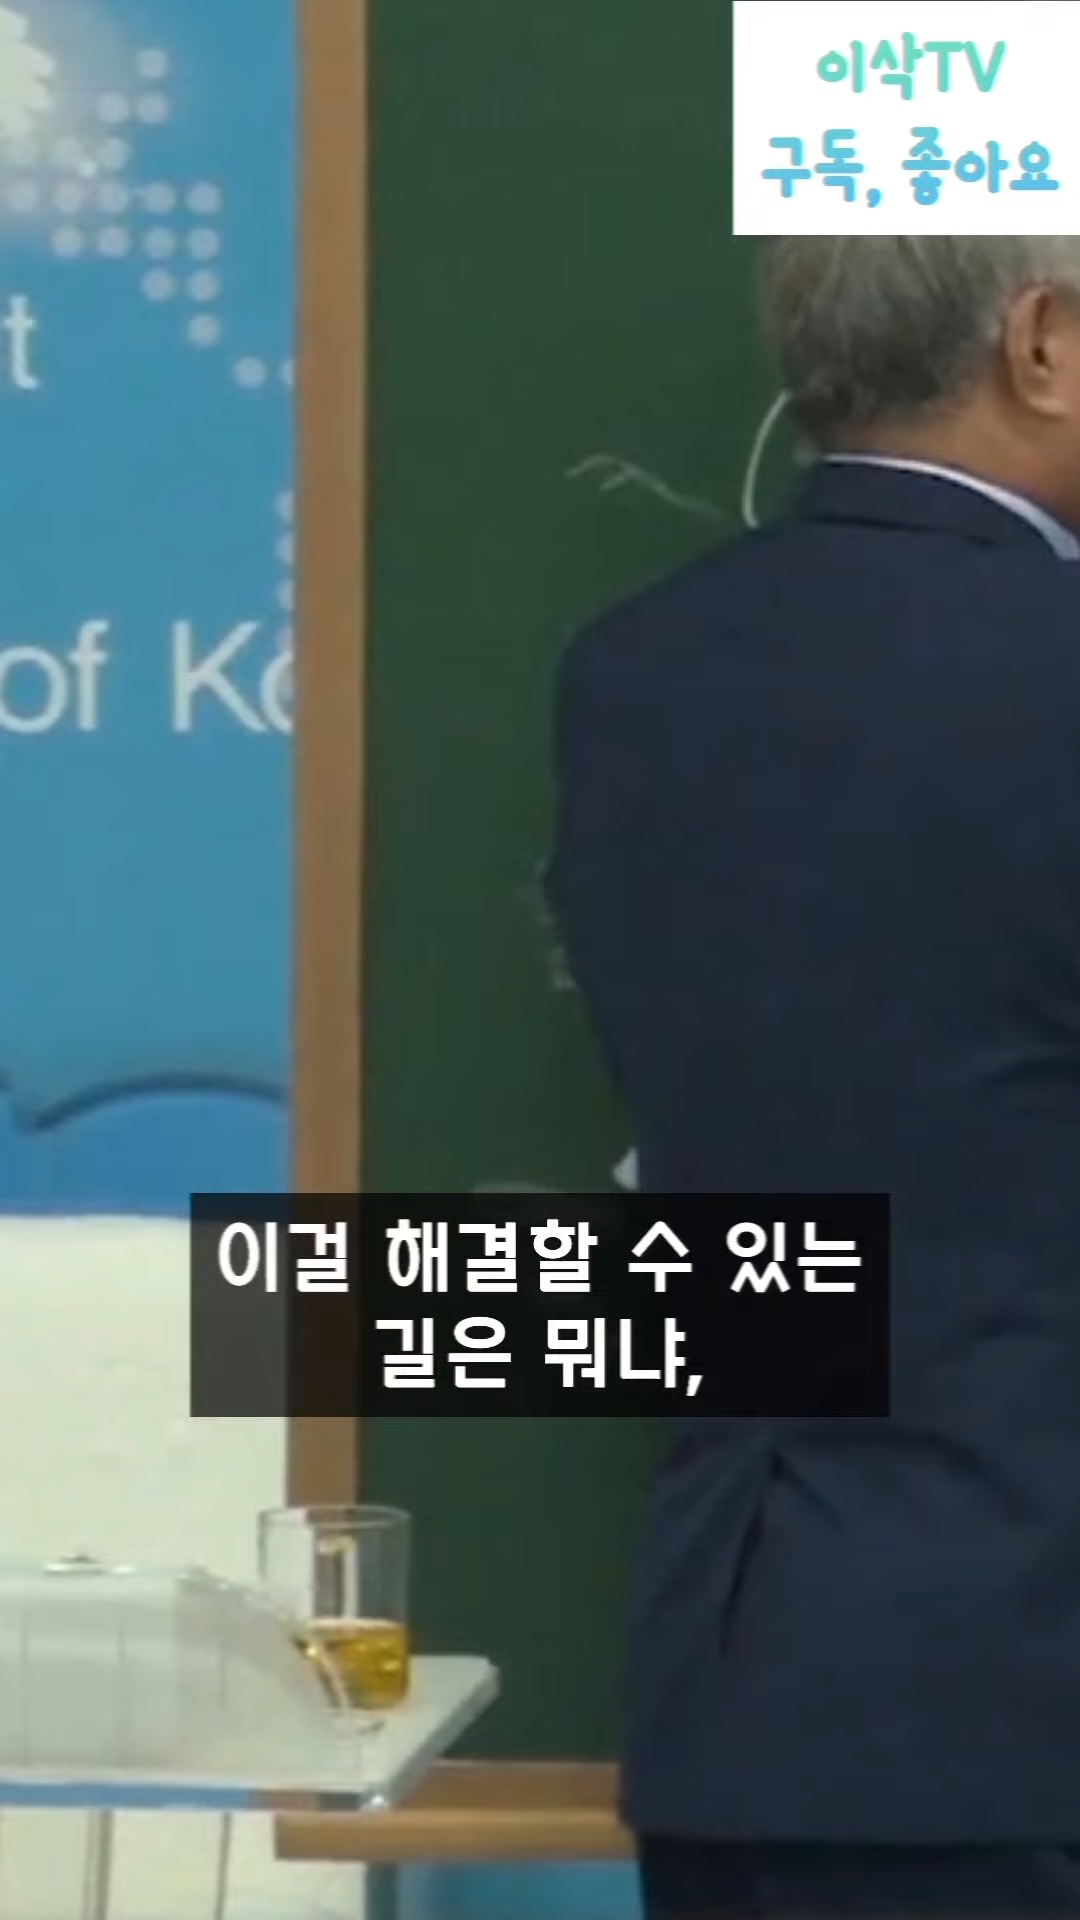 이삭TV
구독, 좋아요
t
of Ko
이걸 해결할 수 있는
길은 뭐냐,